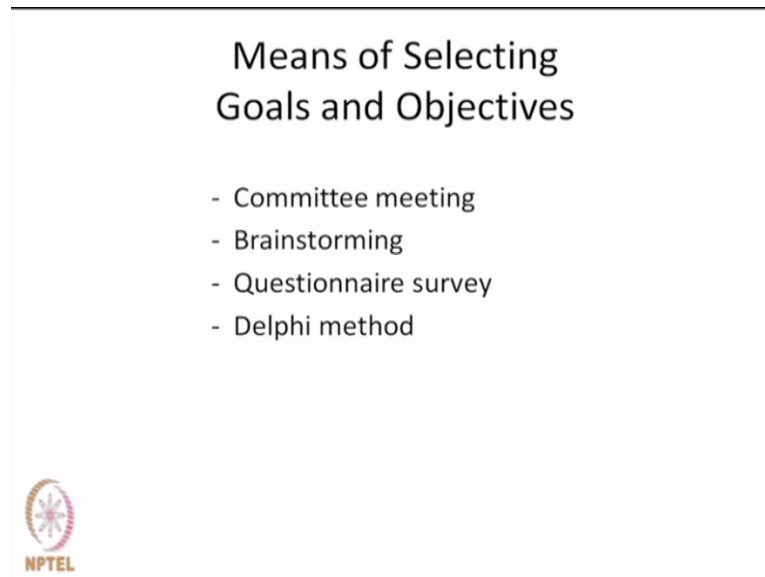 Means of Selecting
Goals and Objectives
- Committee meeting
- Brainstorming
- Questionnaire survey
- Delphi method
NPTEL